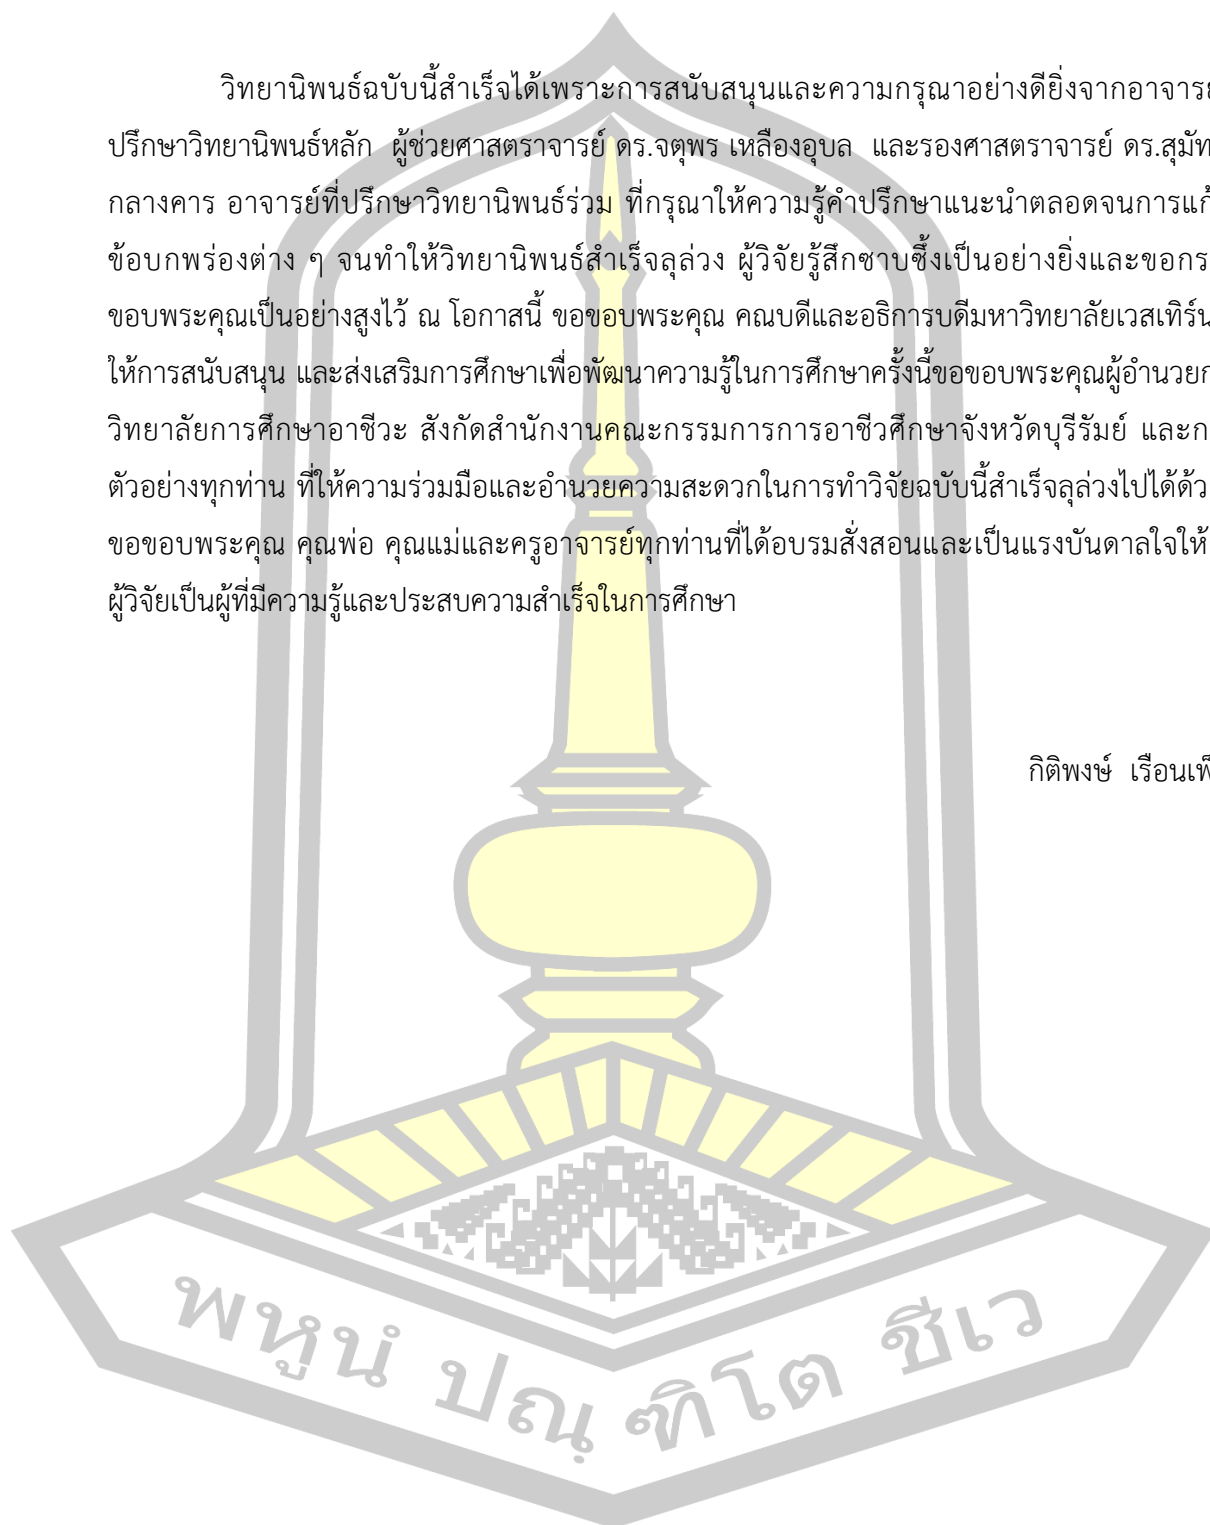 วิทยานิพนธ์ฉบับนี้สำเร็จได้เพราะการสนับสนุนและความกรุณาอย่างดียิ่งจากอาจารย
ปรึกษาวิทยานิพนธ์หลัก ผู้ช่วยศาสตราจารย์ ดร.จตุพร เหลืองอุบล และรองศาสตราจารย์ ดร.สุมัท
กลางคาร อาจารย์ที่ปรึกษาวิทยานิพนธ์ร่วม ที่กรุณาให้ความรู้คำปรึกษาแนะนำตลอดจนการแก้
ข้อบกพร่องต่าง ๆ จนทำให้วิทยานิพนธ์สำเร็จลุล่วง ผู้วิจัยรู้สึกซาบซึ้งเป็นอย่างยิ่งและขอกร
ขอบพระคุณเป็นอย่างสูงไว้ ณ โอกาสนี้ ขอขอบพระคุณ คณบดีและอธิการบดีมหาวิทยาลัยเวสเทิร์น
ให้การสนับสนุน และส่งเสริมการศึกษาเพื่อพัฒนาความรู้ในการศึกษาครั้งนี้ขอขอบพระคุณผู้อำนวยก
วิทยาลัยการศึกษาอาชีวะ สังกัดสำนักงานคณะกรรมการการอาชีวศึกษาจังหวัดบุรีรัมย์ และก
ตัวอย่างทุกท่าน ที่ให้ความร่วมมือและอำนวยความสะดวกในการทำวิจัยฉบับนี้สำเร็จลุล่วงไปได้ด้ว
ขอขอบพระคุณ คุณพ่อ คุณแม่และครูอาจารย์ทุกท่านที่ได้อบรมสั่งสอนและเป็นแรงบันดาลใจให้
ผู้วิจัยเป็นผู้ที่มีความรู้และประสบความสำเร็จในการศึกษา
กิติพงษ์ เรือนเพ็
พหูนํ ปณฺฑิโต ชีเว